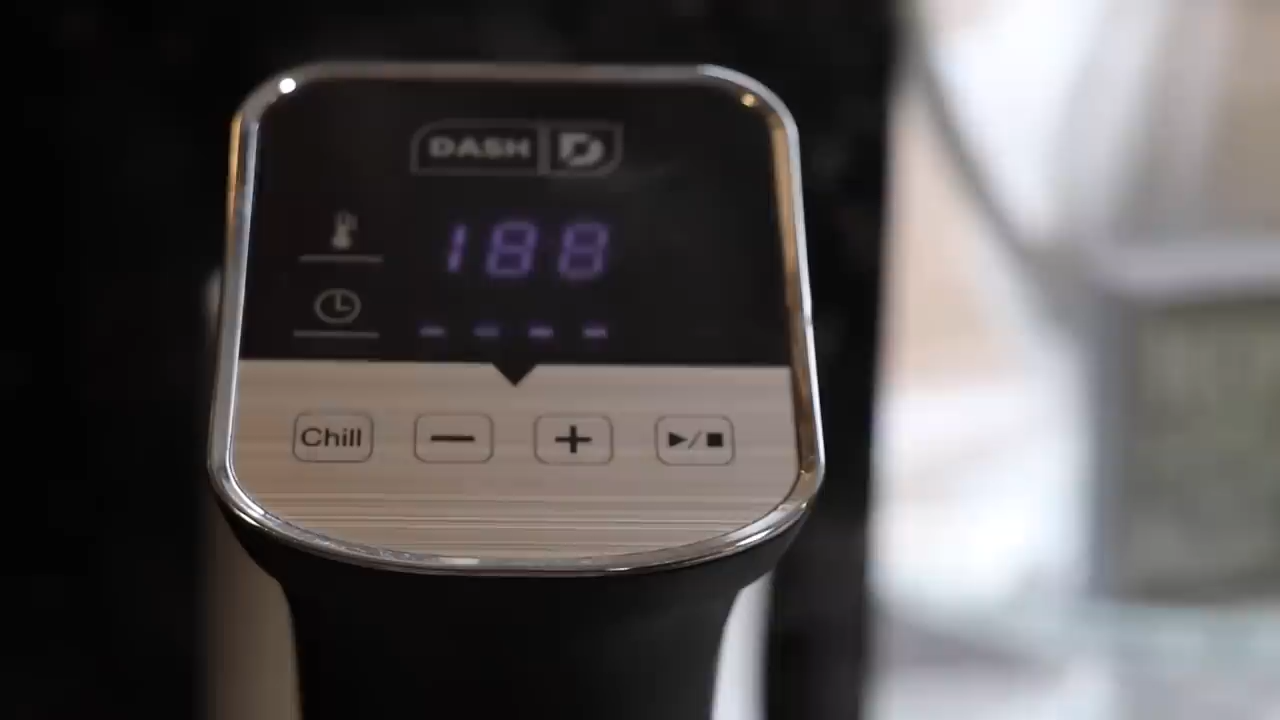 DASH D
188
- - - -
Chill − + ▶/■